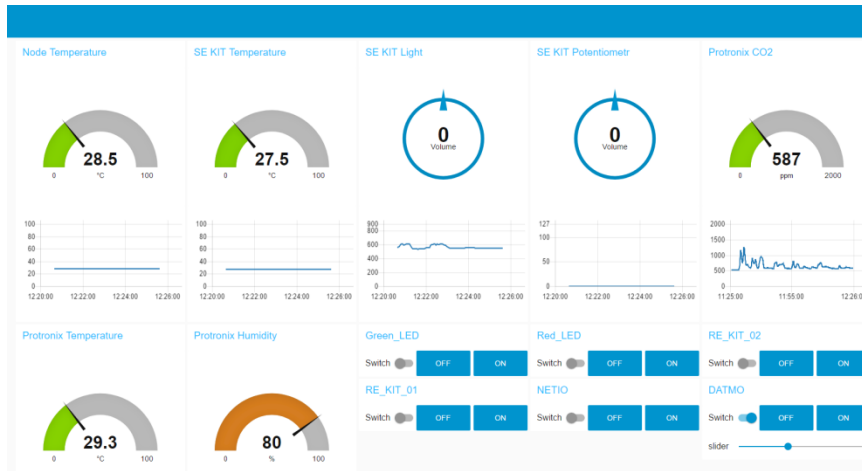 Node Temperature
28.5
0 °C 100
100
80
60
40
20
0
12:20:00 12:22:00 12:24:00 12:26:00
SE KIT Temperature
27.5
0 °C 100
100
80
60
40
20
0
12:20:00 12:22:00 12:24:00 12:26:00
SE KIT Light
0
Volume
900
800
600
400
200
0
12:20:00 12:22:00 12:24:00 12:26:00
SE KIT Potentiometr
0
Volume
127
100
50
0
12:20:00 12:22:00 12:24:00 12:26:00
Protronix CO2
587
0 ppm 2000
2000
1500
1000
500
0
11:25:00 11:55:00 12:26:0
Protronix Temperature
29.3
0 °C 100
Protronix Humidity
80
0 % 100
Green_LED
Switch OFF ON
RE_KIT_01
Switch OFF ON
Red_LED
Switch OFF ON
NETIO
Switch OFF ON
RE_KIT_02
Switch OFF ON
DATMO
Switch OFF ON
slider